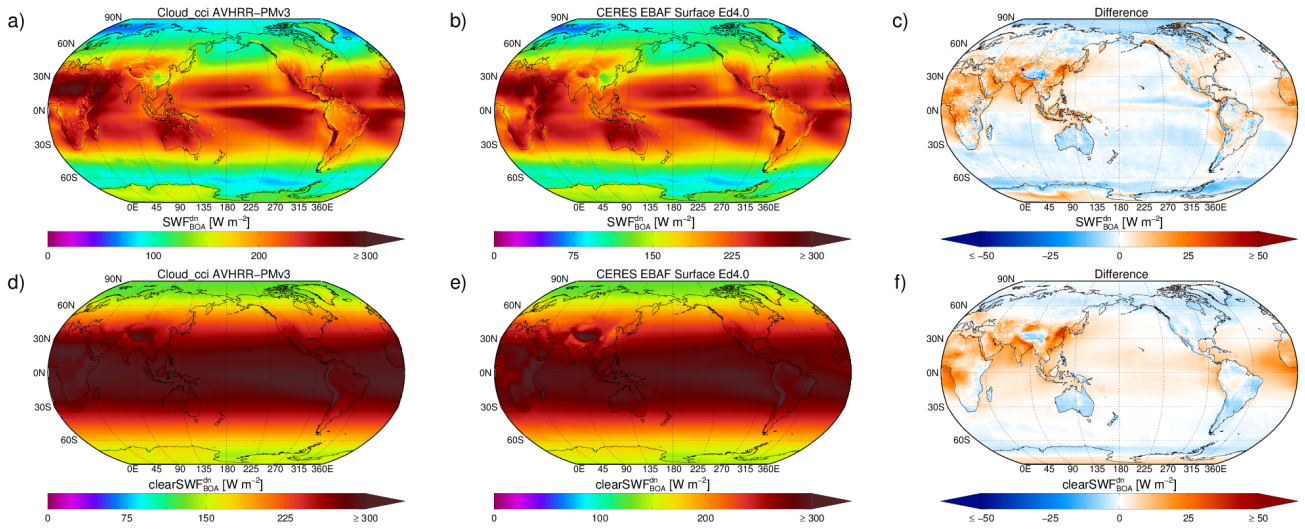 a)
Cloud_cci AVHRR-PMv3
90N
60N
30N
0N
30S
60S
0E 45 90 135 180 225 270 315 360E
SWF^dn_BOA [W m⁻²]
0 100 200 ≥ 300
b)
CERES EBAF Surface Ed4.0
90N
60N
30N
0N
30S
60S
0E 45 90 135 180 225 270 315 360E
SWF^dn_BOA [W m⁻²]
0 75 150 225 ≥ 300
c)
Difference
90N
60N
30N
0N
30S
60S
0E 45 90 135 180 225 270 315 360E
SWF^dn_BOA [W m⁻²]
≤ -50 -25 0 25 ≥ 50
d)
Cloud_cci AVHRR-PMv3
90N
60N
30N
0N
30S
60S
0E 45 90 135 180 225 270 315 360E
clearSWF^dn_BOA [W m⁻²]
0 75 150 225 ≥ 300
e)
CERES EBAF Surface Ed4.0
90N
60N
30N
0N
30S
60S
0E 45 90 135 180 225 270 315 360E
clearSWF^dn_BOA [W m⁻²]
0 100 200 ≥ 300
f)
Difference
90N
60N
30N
0N
30S
60S
0E 45 90 135 180 225 270 315 360E
clearSWF^dn_BOA [W m⁻²]
≤ -50 -25 0 25 ≥ 50